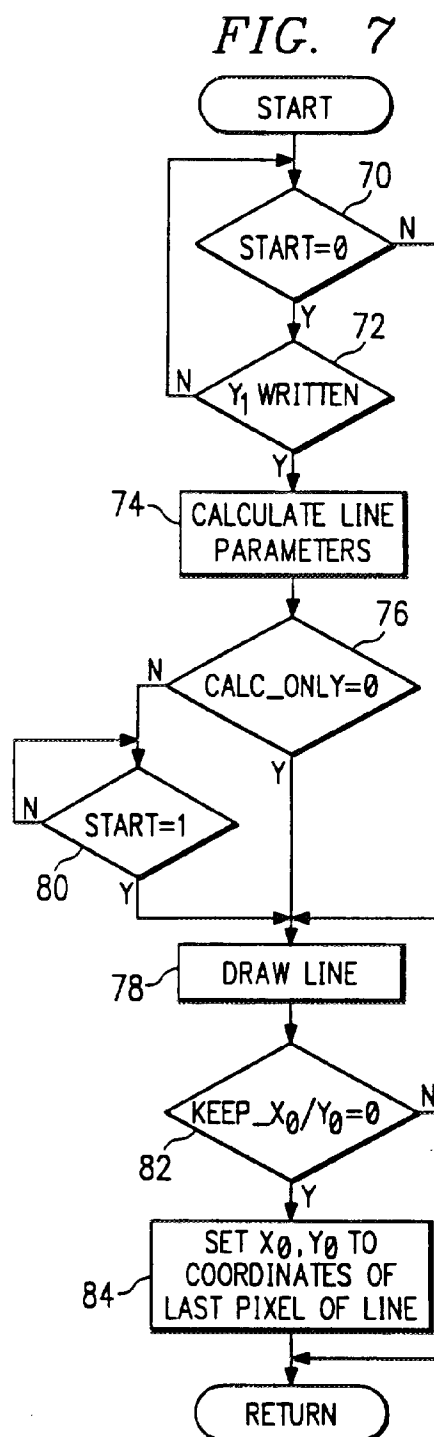 FIG. 7
START
70
START=0
N
Y
72
N
Y1 WRITTEN
Y
74
CALCULATE LINE
PARAMETERS
76
N
CALC_ONLY=0
Y
N
START=1
80
Y
78
DRAW LINE
KEEP_X0/Y0=0
N
82
Y
SET X0,Y0 TO
COORDINATES OF
LAST PIXEL OF LINE
84
RETURN